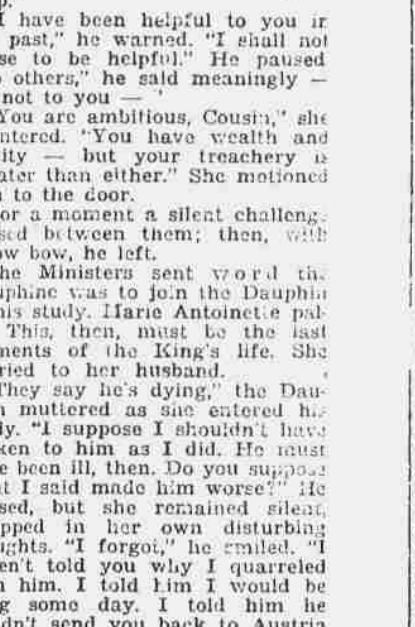 I have been helpful to you in
past," he warned. "I shall not
se to be helpful." He paused
others," he said meaningly —
not to you — '
You are ambitious, Cousin," she
ntered. "You have wealth and
ity — but your treachery is
ater than either." She motioned
to the door.
or a moment a silent challeng
sed between them; then, with
ow bow, he left.
he Ministers sent word th
uphine was to join the Dauphin
his study. Marie Antoinette pal-
This, then, must be the last
ments of the King's life. She
ried to her husband.
They say he's dying," the Dau-
n muttered as she entered his
dy. "I suppose I shouldn't have
ken to him as I did. He must
e been ill, then. Do you suppose
t I said made him worse?" He
sed, but she remained silent,
pped in her own disturbing
ughts. "I forgot," he smiled. "I
en't told you why I quarreled
h him. I told him I would be
g some day. I told him he
dn't send you back to Austria